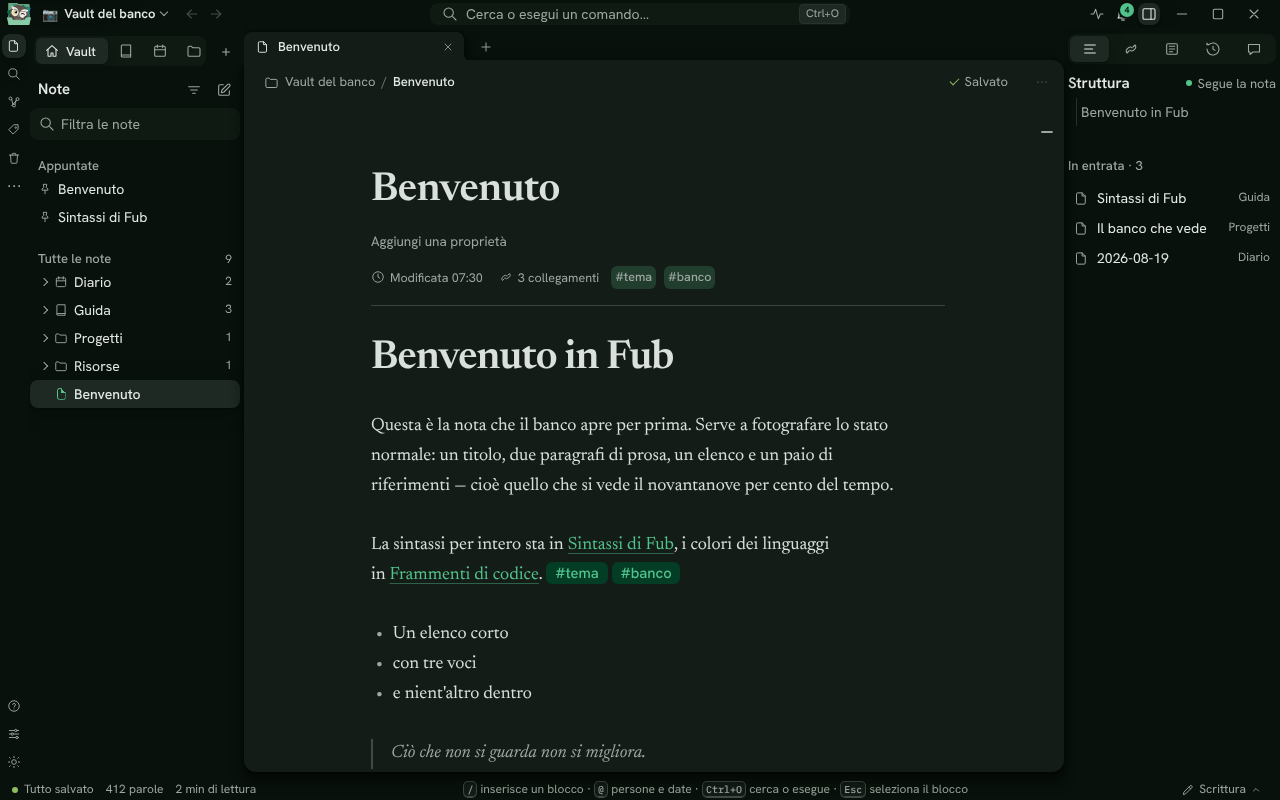 Vault del banco
Cerca o esegui un comando…
Ctrl+O
4
Vault
Note
Filtra le note
Appuntate
Benvenuto
Sintassi di Fub
Tutte le note 9
Diario 2
Guida 3
Progetti 1
Risorse 1
Benvenuto
Benvenuto
Vault del banco / Benvenuto
Salvato
Benvenuto
Aggiungi una proprietà
Modificata 07:30 3 collegamenti #tema #banco
Benvenuto in Fub
Questa è la nota che il banco apre per prima. Serve a fotografare lo stato
normale: un titolo, due paragrafi di prosa, un elenco e un paio di
riferimenti — cioè quello che si vede il novantanove per cento del tempo.
La sintassi per intero sta in Sintassi di Fub, i colori dei linguaggi
in Frammenti di codice. #tema #banco
• Un elenco corto
• con tre voci
• e nient'altro dentro
Ciò che non si guarda non si migliora.
Struttura
Segue la nota
Benvenuto in Fub
In entrata · 3
Sintassi di Fub Guida
Il banco che vede Progetti
2026-08-19 Diario
Tutto salvato 412 parole 2 min di lettura
/ inserisce un blocco · @ persone e date · Ctrl+O cerca o esegue · Esc seleziona il blocco
Scrittura